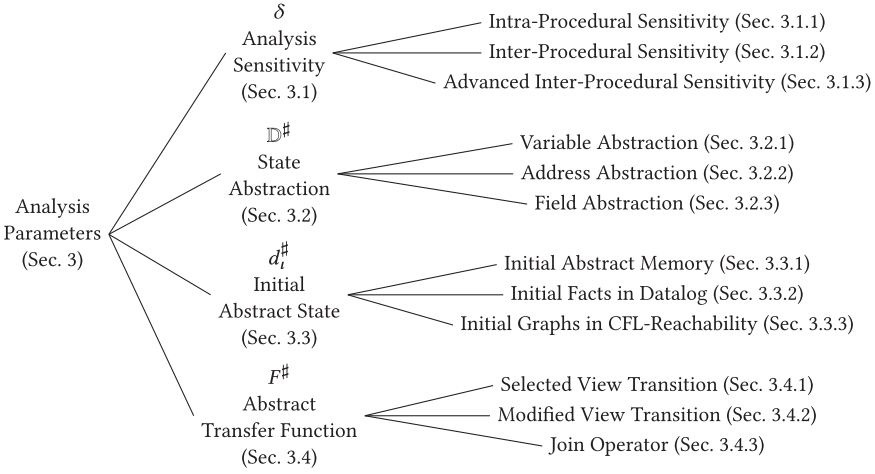 Analysis
Parameters
(Sec. 3)
δ
Analysis
Sensitivity
(Sec. 3.1)
Intra-Procedural Sensitivity (Sec. 3.1.1)
Inter-Procedural Sensitivity (Sec. 3.1.2)
Advanced Inter-Procedural Sensitivity (Sec. 3.1.3)
𝔻♯
State
Abstraction
(Sec. 3.2)
Variable Abstraction (Sec. 3.2.1)
Address Abstraction (Sec. 3.2.2)
Field Abstraction (Sec. 3.2.3)
d♯ι
Initial
Abstract State
(Sec. 3.3)
Initial Abstract Memory (Sec. 3.3.1)
Initial Facts in Datalog (Sec. 3.3.2)
Initial Graphs in CFL-Reachability (Sec. 3.3.3)
F♯
Abstract
Transfer Function
(Sec. 3.4)
Selected View Transition (Sec. 3.4.1)
Modified View Transition (Sec. 3.4.2)
Join Operator (Sec. 3.4.3)